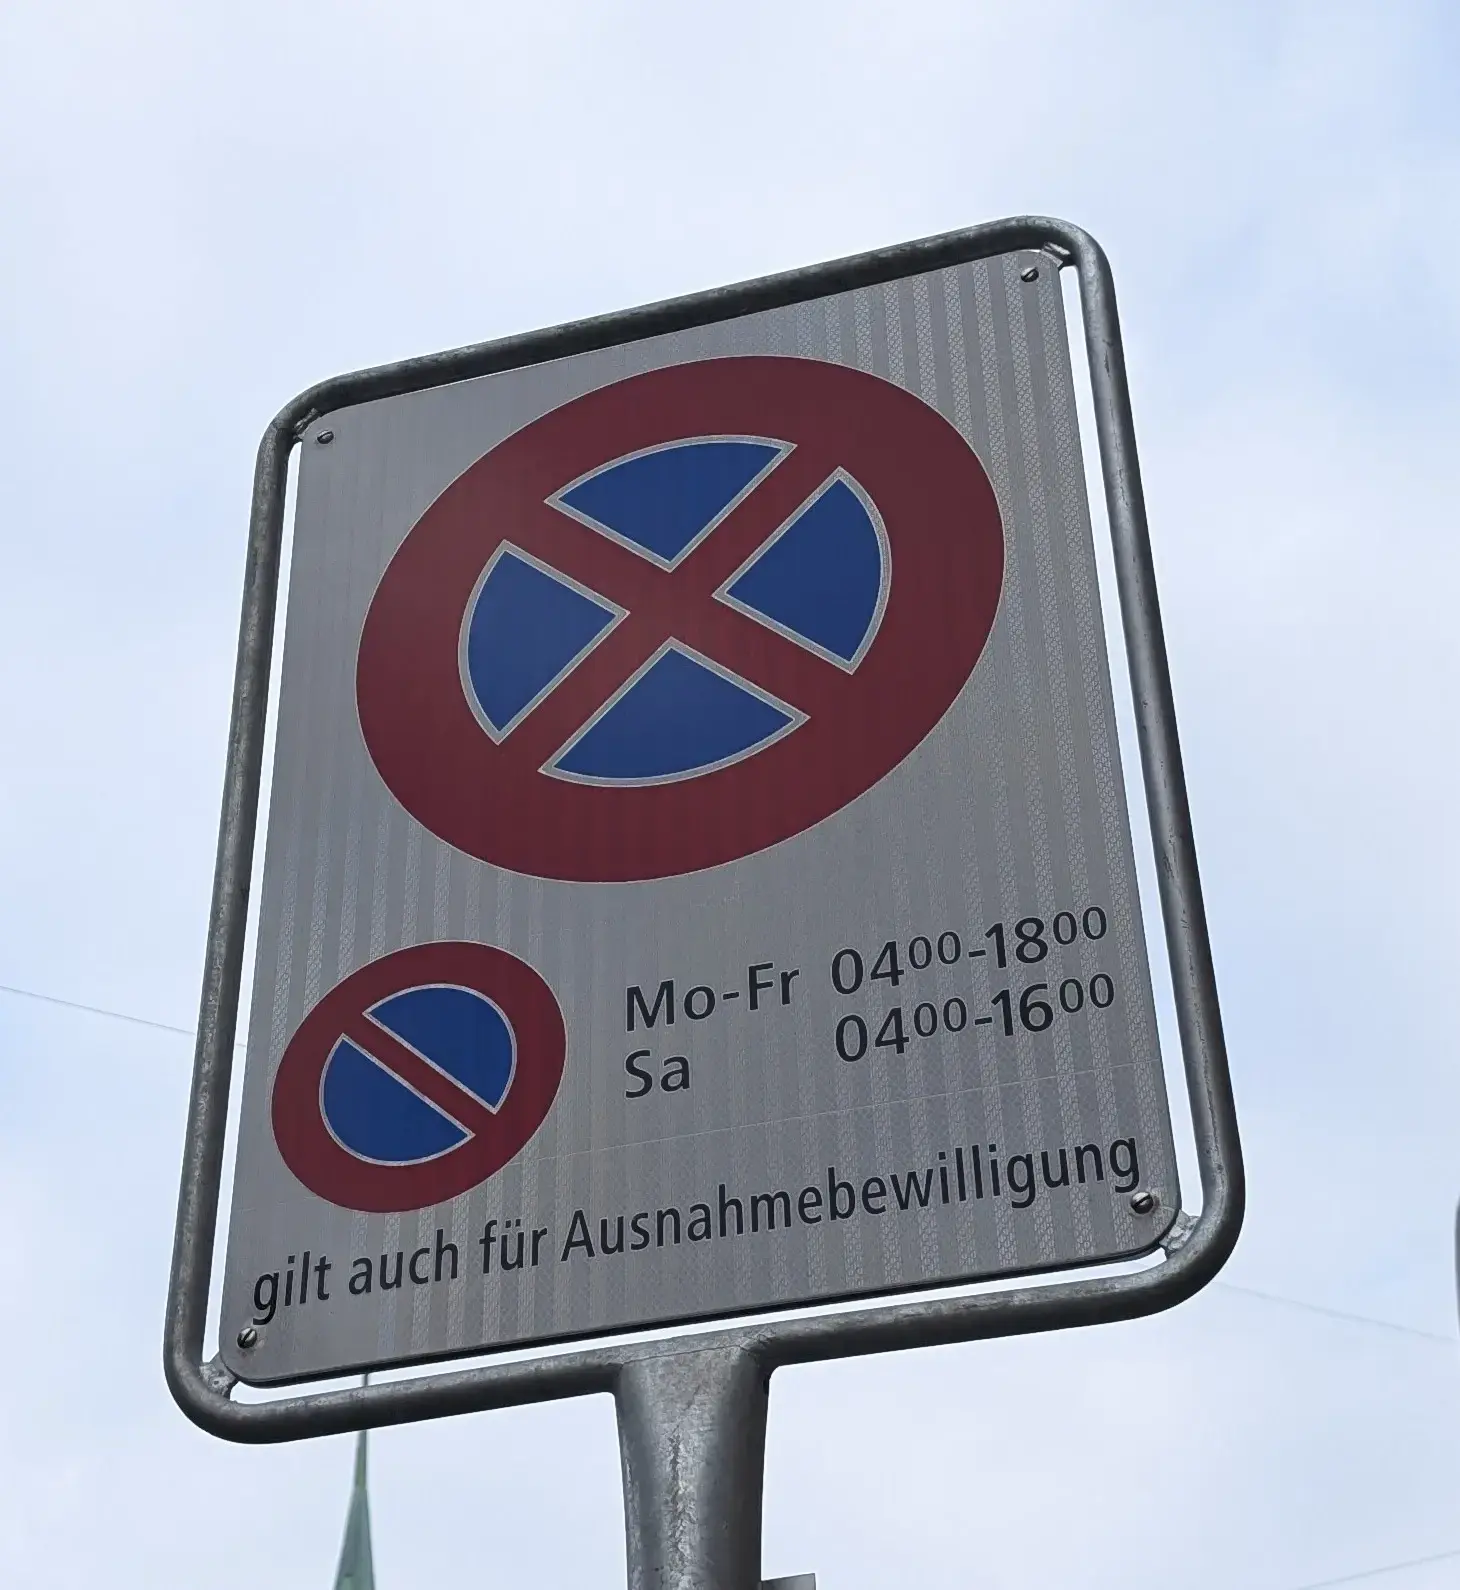 Mo-Fr 04⁰⁰-18⁰⁰
Sa 04⁰⁰-16⁰⁰
gilt auch für Ausnahmebewilligung